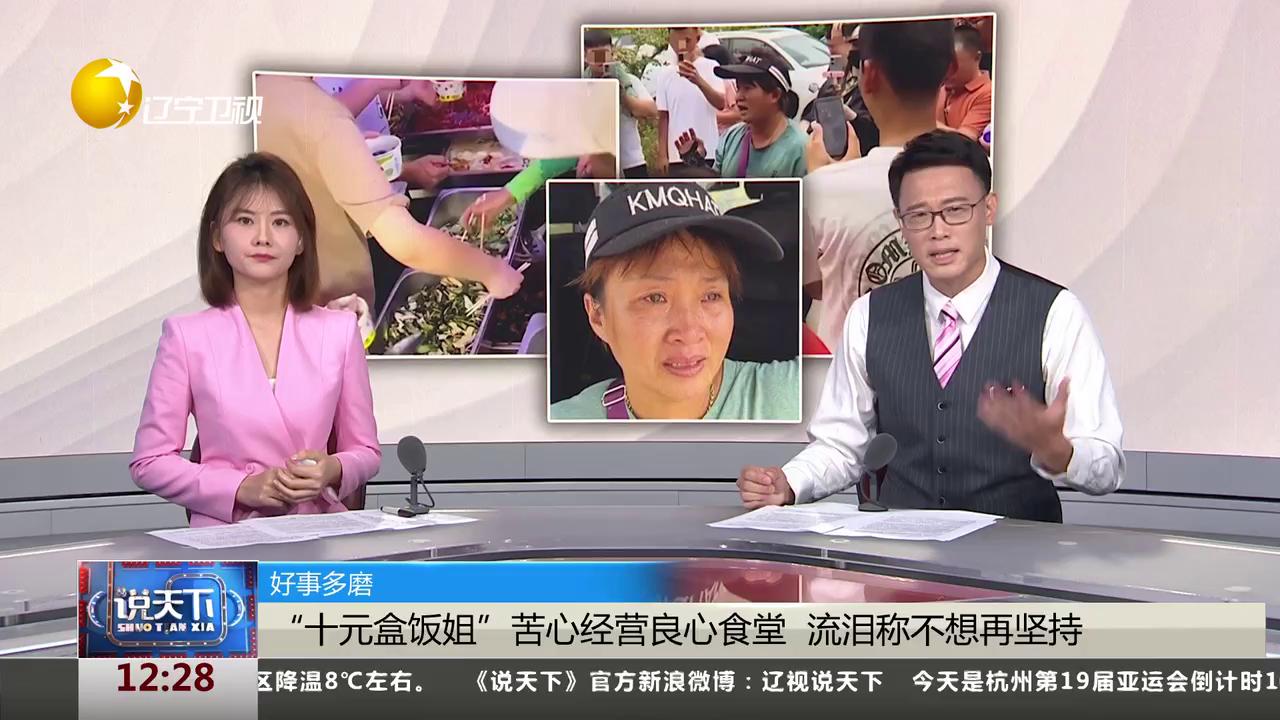 辽宁卫视
KMQHAT
好事多磨
说天下
SHUO TIAN XIA
“十元盒饭姐”苦心经营良心食堂 流泪称不想再坚持
12:28
区降温8℃左右。 《说天下》官方新浪微博：辽视说天下 今天是杭州第19届亚运会倒计时1